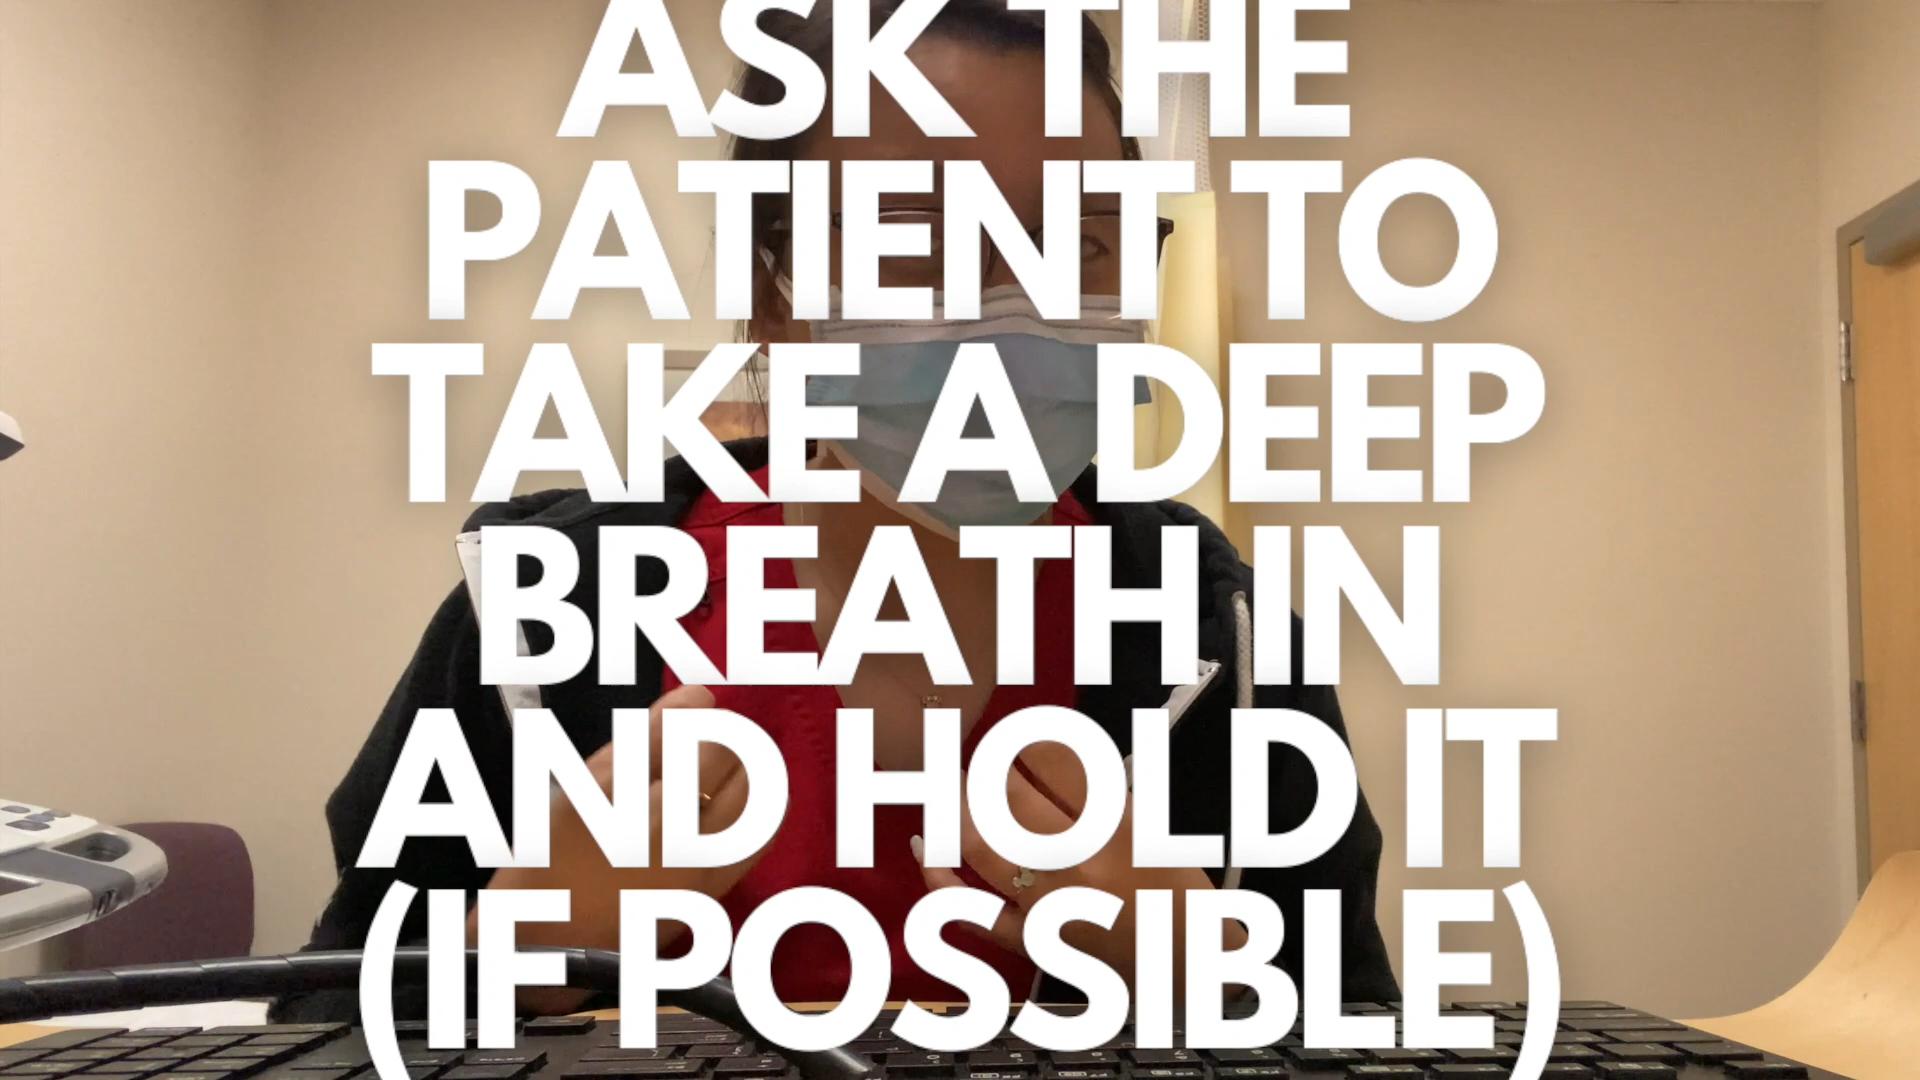 ASK THE
PATIENT TO
TAKE A DEEP
BREATH IN
AND HOLD IT
(IF POSSIBLE)